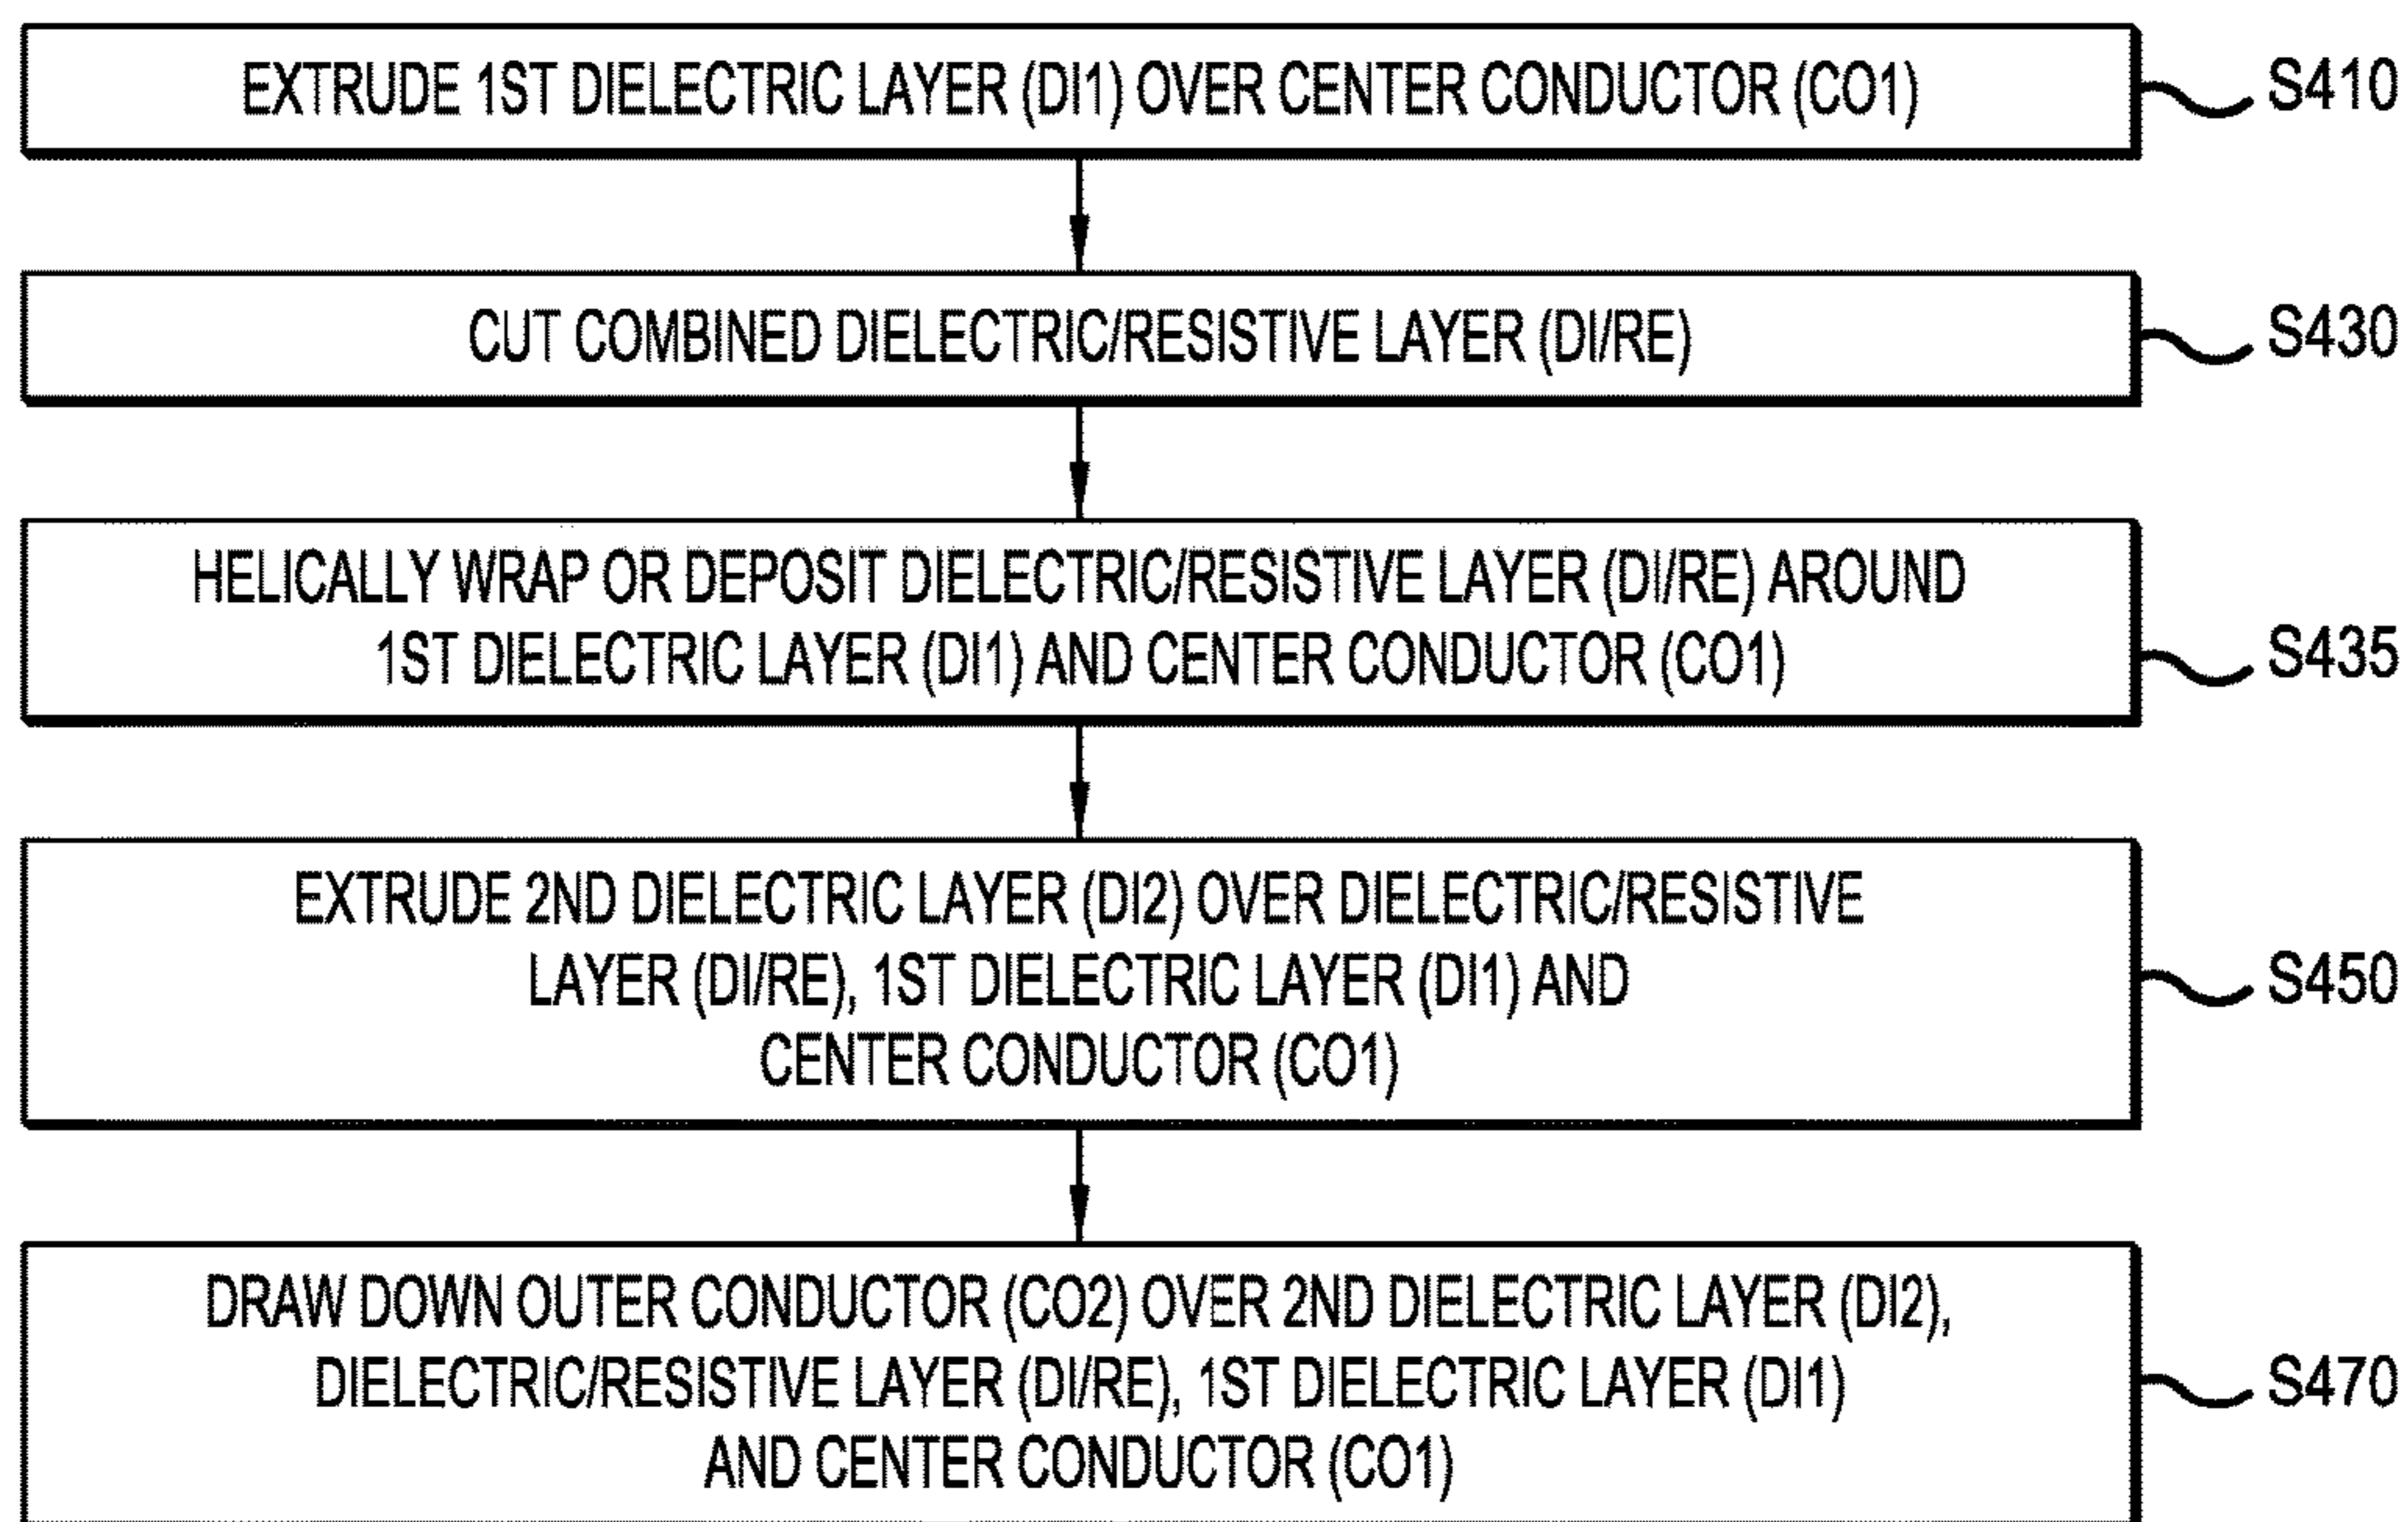 EXTRUDE 1ST DIELECTRIC LAYER (DI1) OVER CENTER CONDUCTOR (CO1)
S410
CUT COMBINED DIELECTRIC/RESISTIVE LAYER (DI/RE)
S430
HELICALLY WRAP OR DEPOSIT DIELECTRIC/RESISTIVE LAYER (DI/RE) AROUND
1ST DIELECTRIC LAYER (DI1) AND CENTER CONDUCTOR (CO1)
S435
EXTRUDE 2ND DIELECTRIC LAYER (DI2) OVER DIELECTRIC/RESISTIVE
LAYER (DI/RE), 1ST DIELECTRIC LAYER (DI1) AND
CENTER CONDUCTOR (CO1)
S450
DRAW DOWN OUTER CONDUCTOR (CO2) OVER 2ND DIELECTRIC LAYER (DI2),
DIELECTRIC/RESISTIVE LAYER (DI/RE), 1ST DIELECTRIC LAYER (DI1)
AND CENTER CONDUCTOR (CO1)
S470